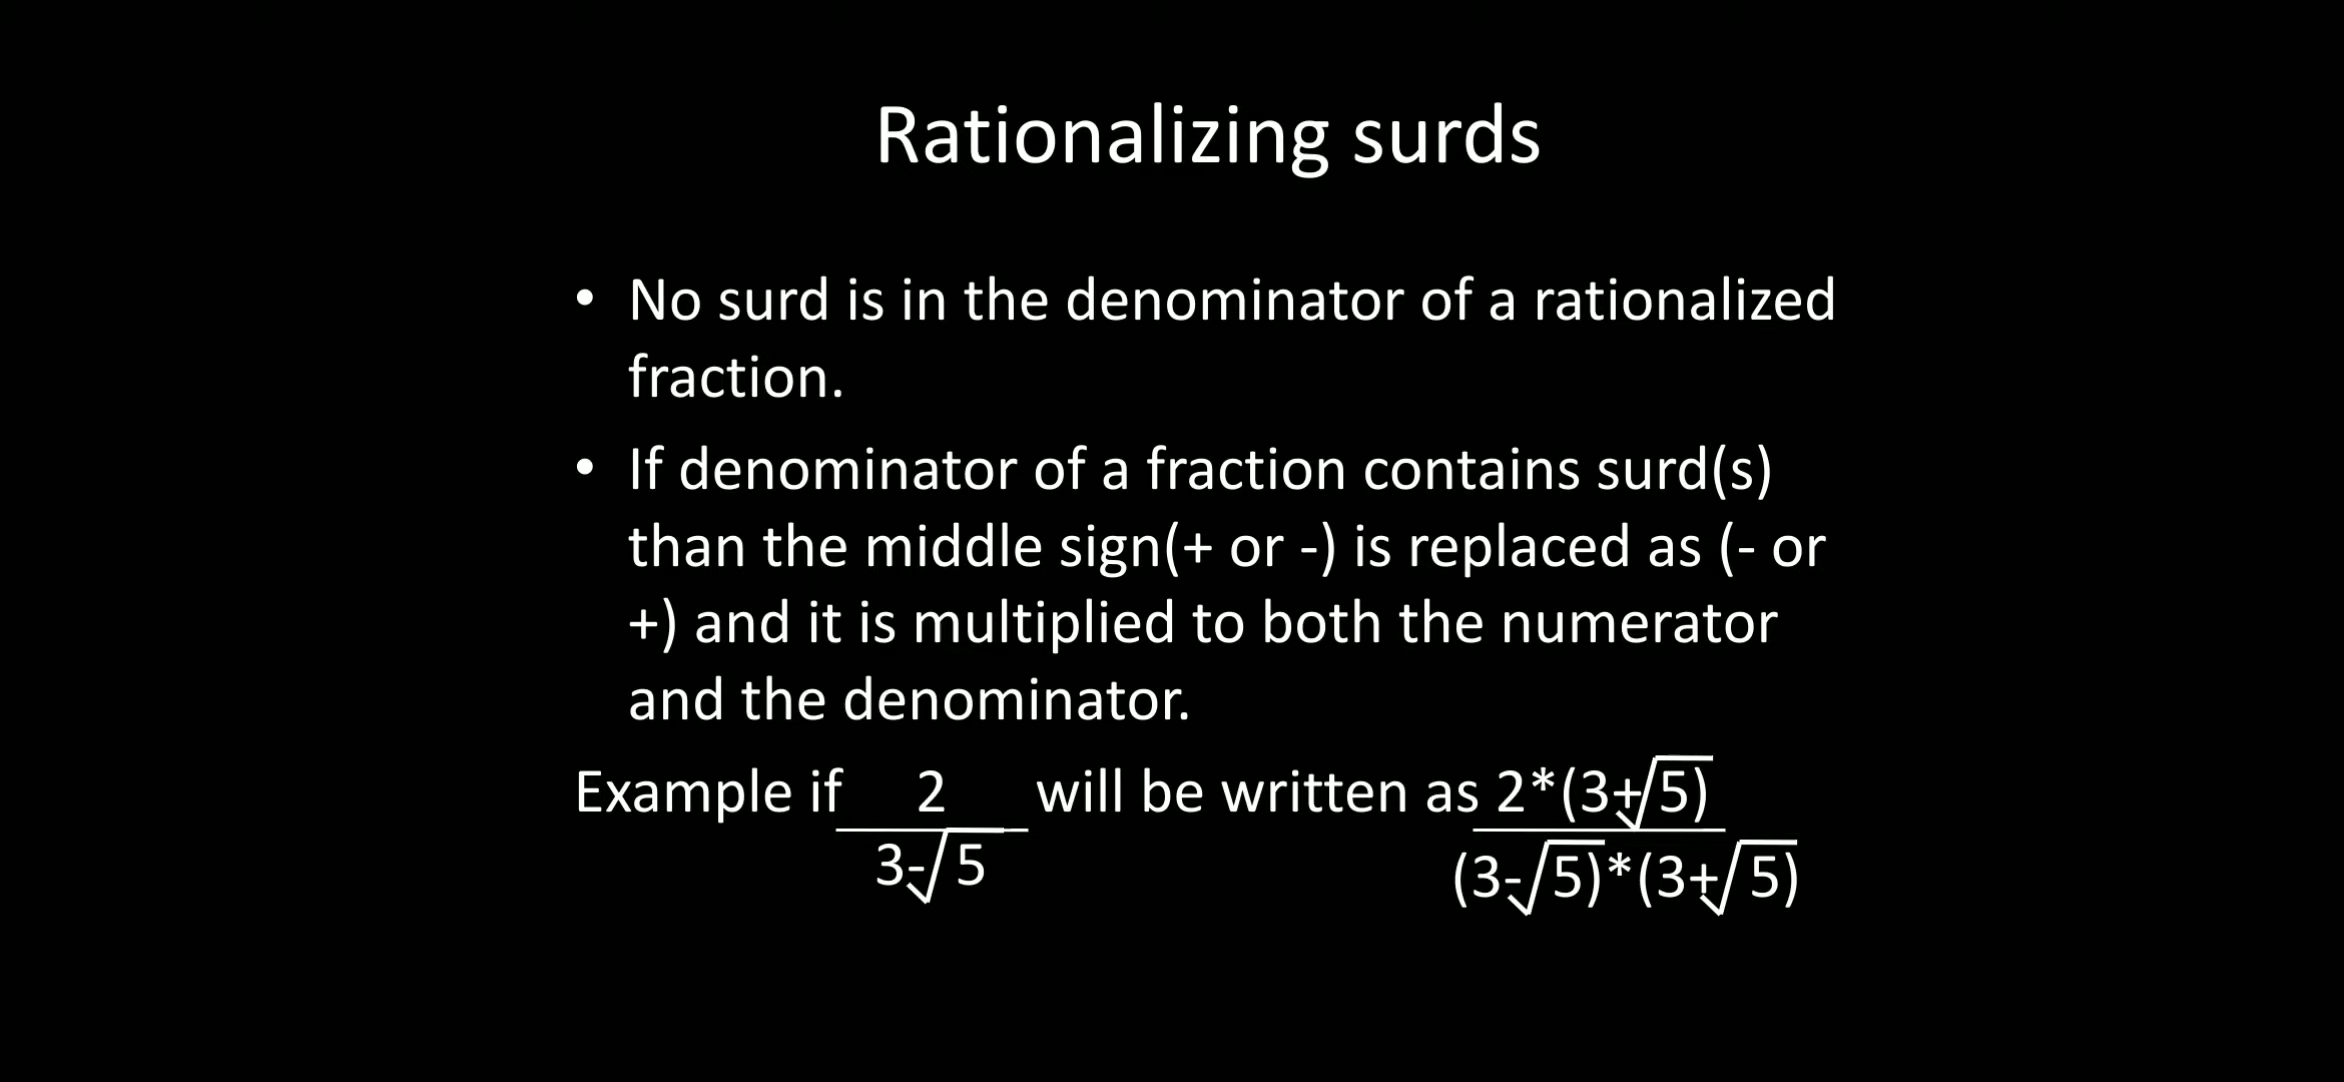 Rationalizing surds
• No surd is in the denominator of a rationalized
fraction.
• If denominator of a fraction contains surd(s)
than the middle sign(+ or -) is replaced as (- or
+) and it is multiplied to both the numerator
and the denominator.
Example if 2 will be written as 2*(3+√5)
3-√5 (3-√5)*(3+√5)